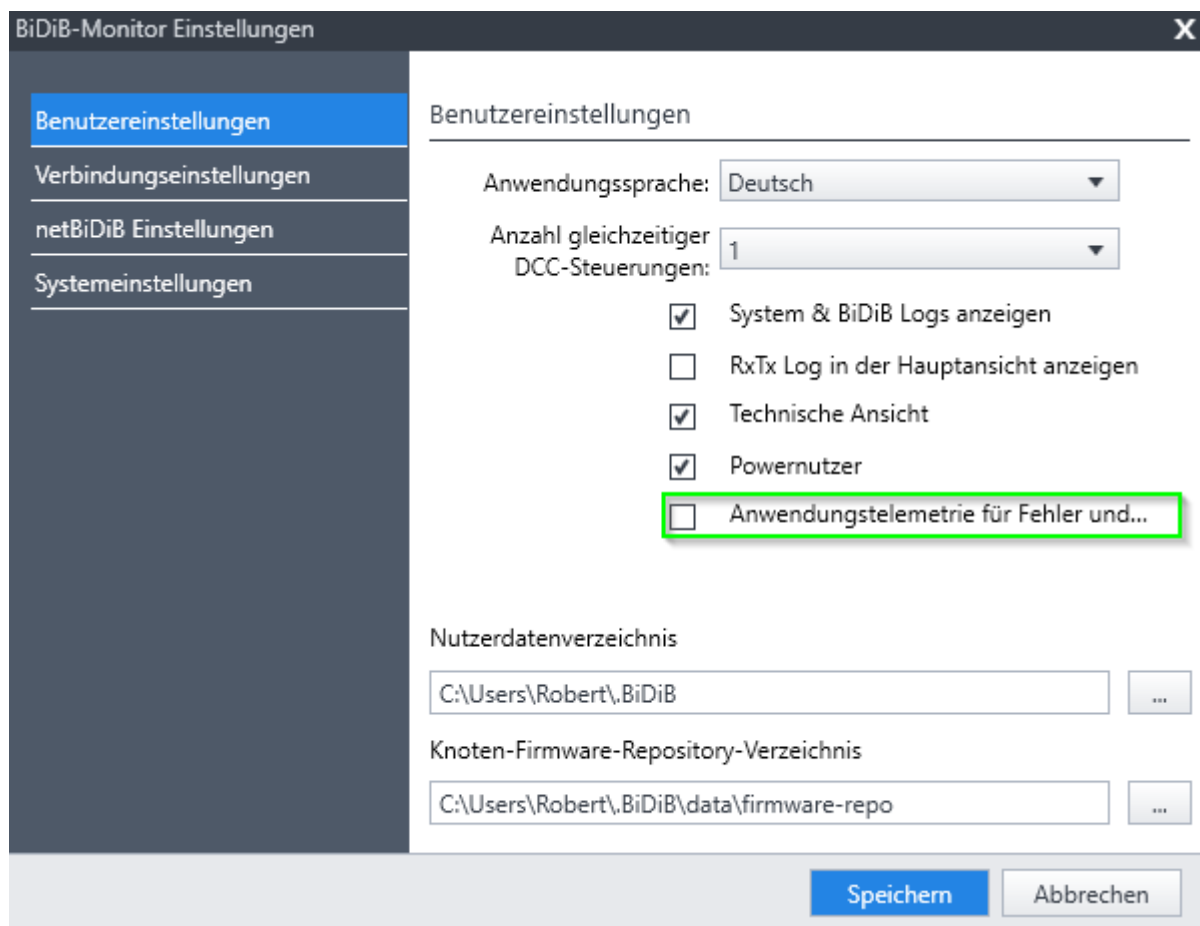 BiDiB-Monitor Einstellungen X
Benutzereinstellungen
Verbindungseinstellungen
netBiDiB Einstellungen
Systemeinstellungen
Benutzereinstellungen
Anwendungssprache: Deutsch
Anzahl gleichzeitiger
DCC-Steuerungen: 1
System & BiDiB Logs anzeigen
RxTx Log in der Hauptansicht anzeigen
Technische Ansicht
Powernutzer
Anwendungstelemetrie für Fehler und...
Nutzerdatenverzeichnis
C:\Users\Robert\.BiDiB ...
Knoten-Firmware-Repository-Verzeichnis
C:\Users\Robert\.BiDiB\data\firmware-repo ...
Speichern Abbrechen